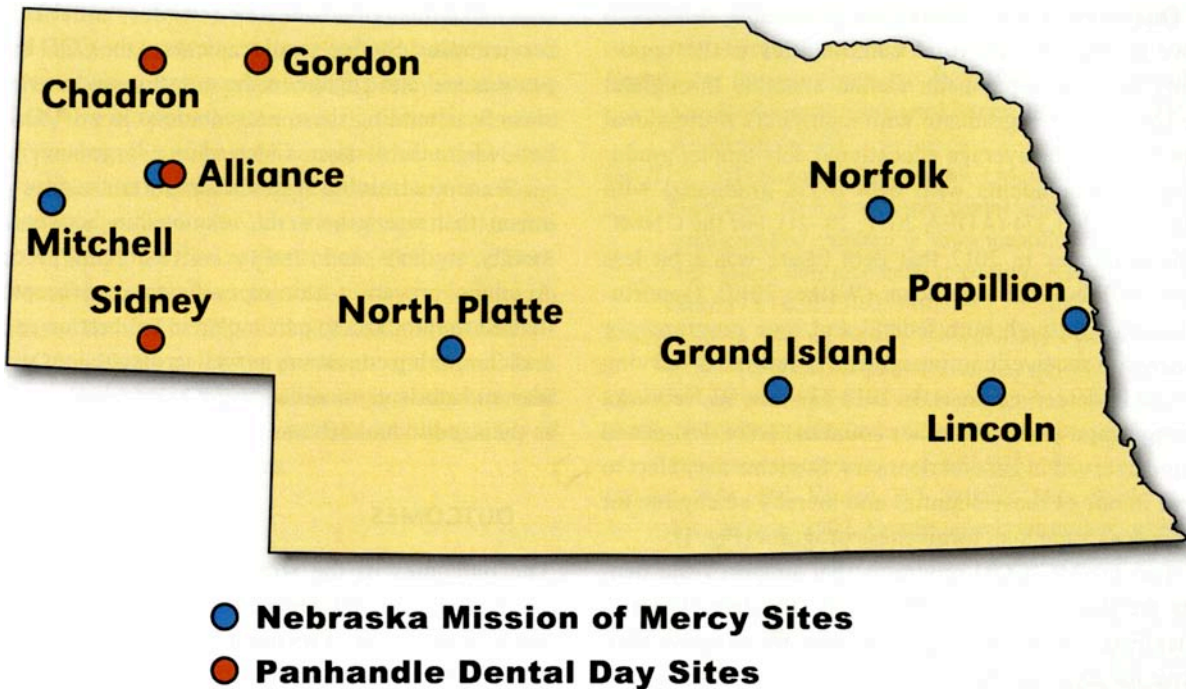 Gordon
Chadron
Alliance
Mitchell
Sidney
North Platte
Norfolk
Papillion
Grand Island
Lincoln
OUTCOMES
Nebraska Mission of Mercy Sites
Panhandle Dental Day Sites